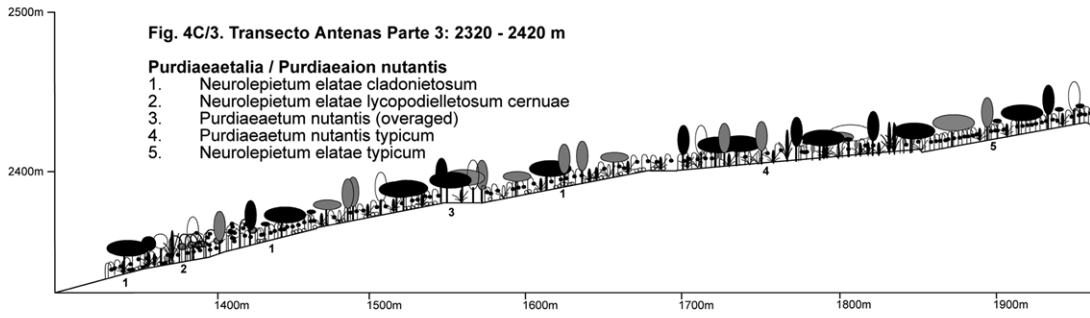 2500m
Fig. 4C/3. Transecto Antenas Parte 3: 2320 - 2420 m
Purdiaeaetalia / Purdiaeaion nutantis
1. Neurolepietum elatae cladonietosum
2. Neurolepietum elatae lycopodielletosum cernuae
3. Purdiaeaetum nutantis (overaged)
4. Purdiaeaetum nutantis typicum
5. Neurolepietum elatae typicum
2400m
1 2 1 3 1 4 5
1400m 1500m 1600m 1700m 1800m 1900m